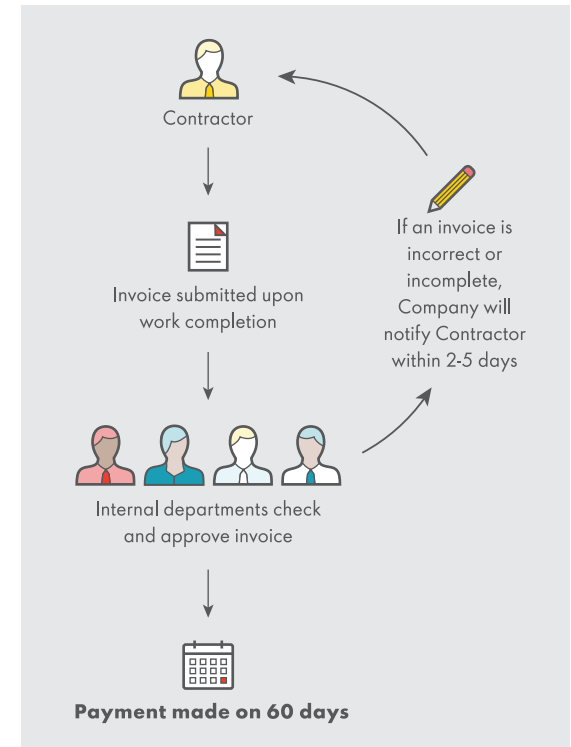 Contractor
Invoice submitted upon
work completion
If an invoice is
incorrect or
incomplete,
Company will
notify Contractor
within 2-5 days
Internal departments check
and approve invoice
Payment made on 60 days